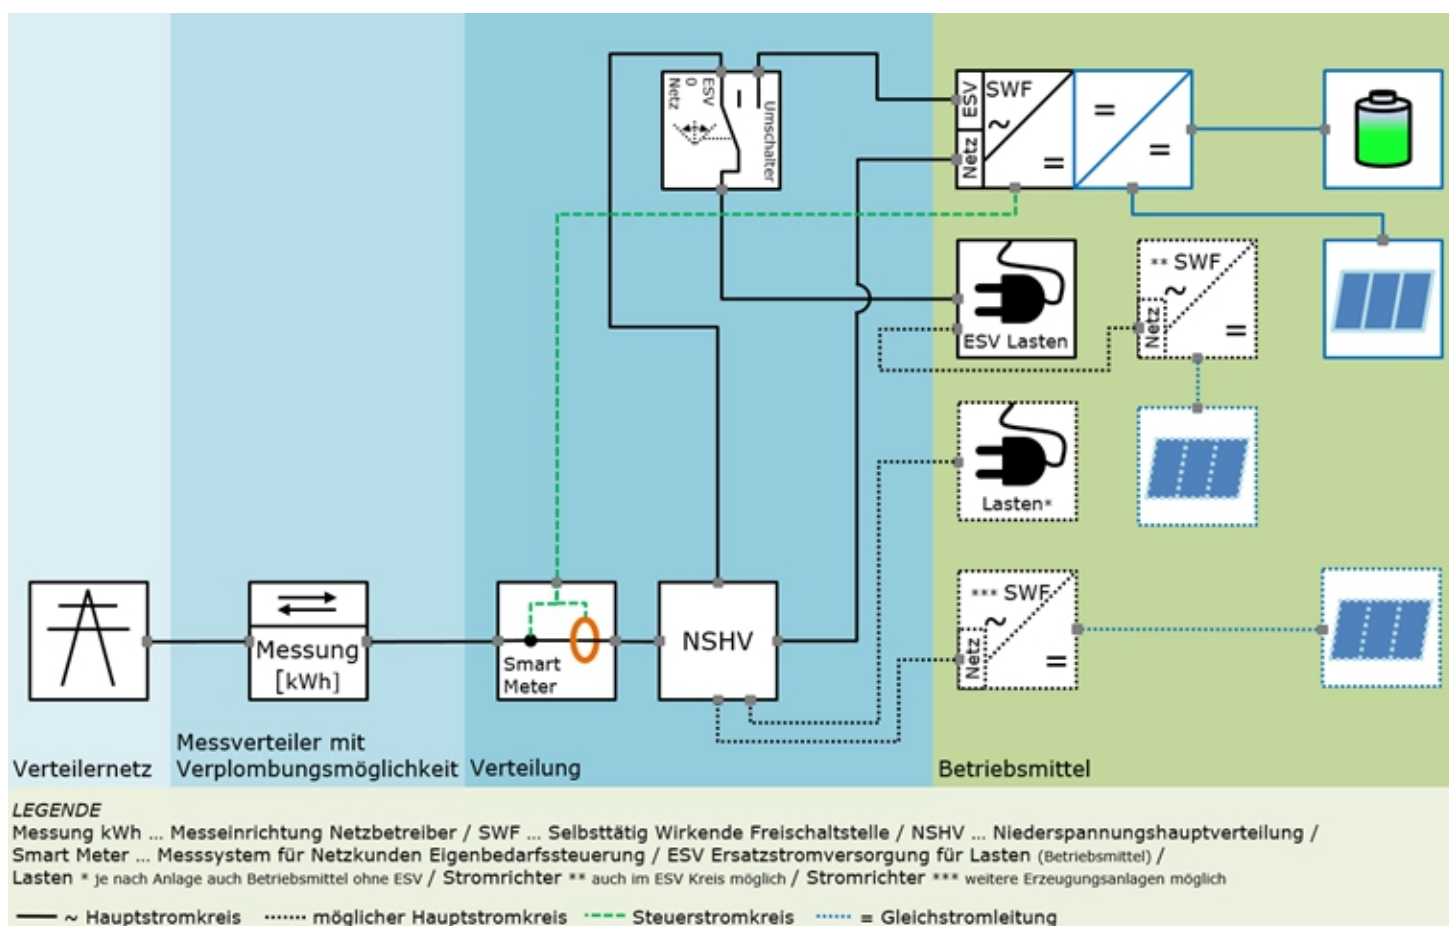 ESV
0
Netz
Umschalter
ESV
Netz
SWF
~
=
=
=
ESV Lasten
** SWF
~
Netz
=
Lasten*
*** SWF
~
Netz
=
Messung
[kWh]
Smart
Meter
NSHV
Verteilernetz
Messverteiler mit
Verplombungsmöglichkeit
Verteilung
Betriebsmittel
LEGENDE
Messung kWh ... Messeinrichtung Netzbetreiber / SWF ... Selbsttätig Wirkende Freischaltstelle / NSHV ... Niederspannungshauptverteilung /
Smart Meter ... Messsystem für Netzkunden Eigenbedarfssteuerung / ESV Ersatzstromversorgung für Lasten (Betriebsmittel) /
Lasten * je nach Anlage auch Betriebsmittel ohne ESV / Stromrichter ** auch im ESV Kreis möglich / Stromrichter *** weitere Erzeugungsanlagen möglich
~ Hauptstromkreis möglicher Hauptstromkreis Steuerstromkreis = Gleichstromleitung